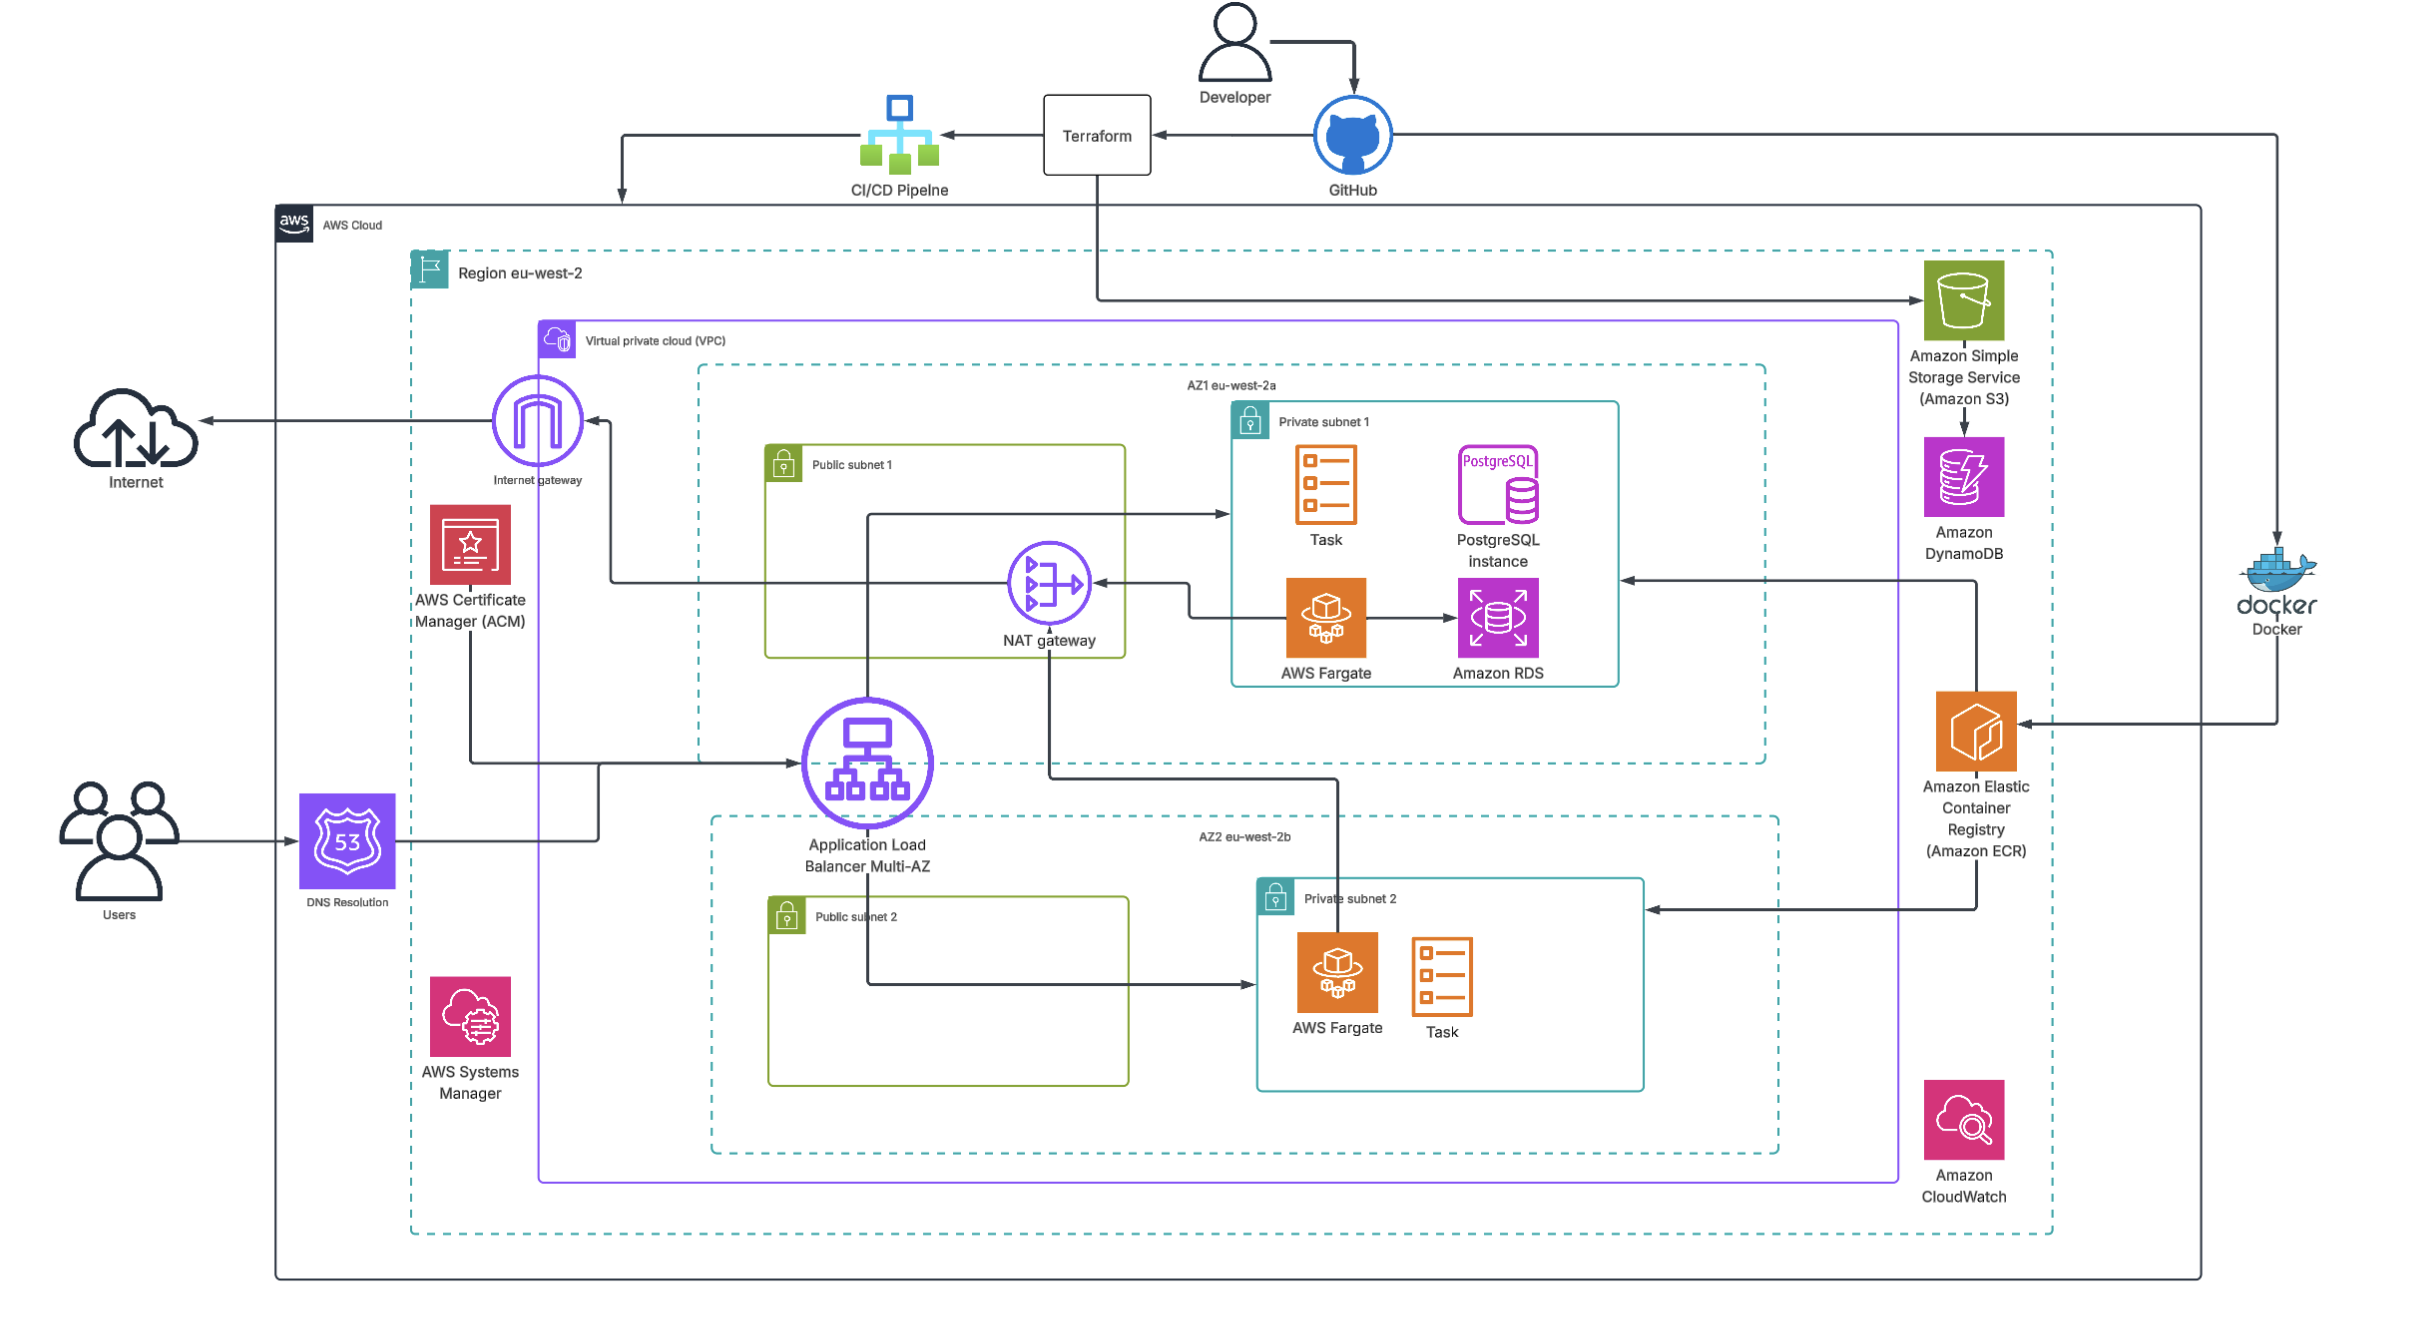 Developer
Terraform
CI/CD Pipelne
GitHub
aws
AWS Cloud
Region eu-west-2
Virtual private cloud (VPC)
Amazon Simple
Storage Service
(Amazon S3)
AZ1 eu-west-2a
Private subnet 1
Public subnet 1
Internet
Internet gateway
PostgreSQL
Task
PostgreSQL
instance
Amazon
DynamoDB
AWS Certificate
Manager (ACM)
NAT gateway
AWS Fargate
Amazon RDS
docker
Docker
Amazon Elastic
Container
Registry
(Amazon ECR)
Application Load
Balancer Multi-AZ
AZ2 eu-west-2b
53
Users
DNS Resolution
Public subnet 2
Private subnet 2
AWS Fargate
Task
AWS Systems
Manager
Amazon
CloudWatch